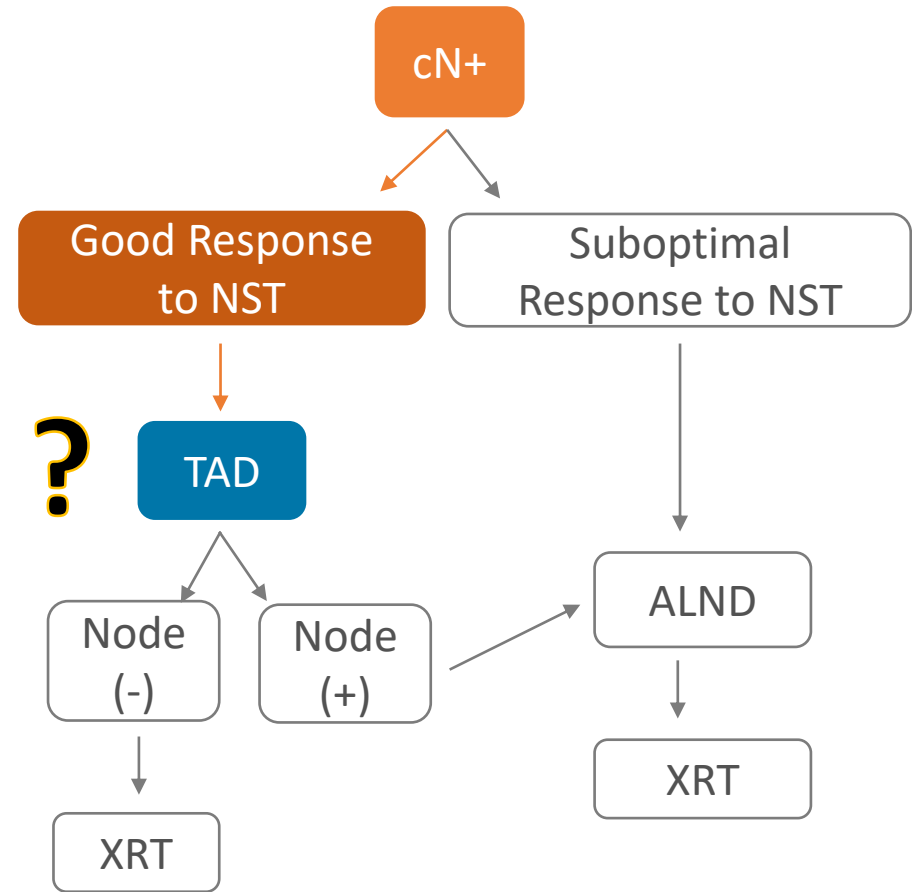 cN+
Good Response
to NST
Suboptimal
Response to NST
?
TAD
Node
(-)
Node
(+)
ALND
XRT
XRT